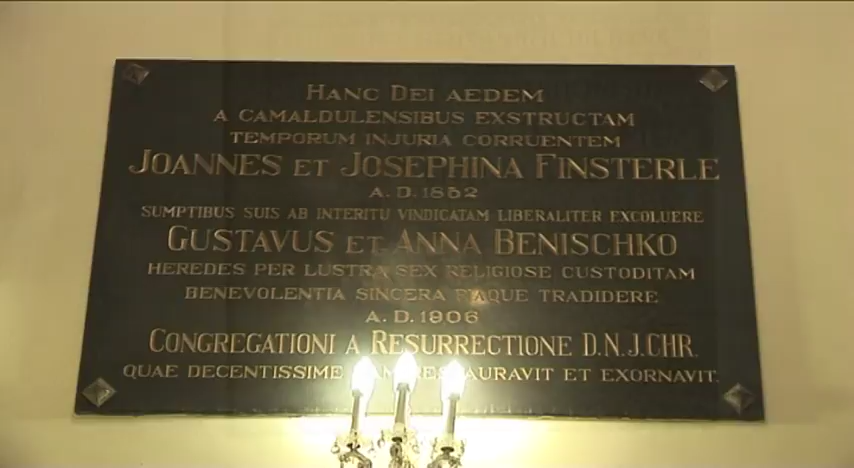 HANC DEI AEDEM
A CAMALDULENSIBUS EXSTRUCTAM
TEMPORUM INJURIA CORRUENTEM
JOANNES ET JOSEPHINA FINSTERLE
A.D. 1852
SUMPTIBUS SUIS AB INTERITU VINDICATAM LIBERALITER EXCOLUERE
GUSTAVUS ET ANNA BENISCHKO
HEREDES PER LUSTRA SEX RELIGIOSE CUSTODITAM
BENEVOLENTIA SINCERA PIAQUE TRADIDERE
A.D. 1906
CONGREGATIONI A RESURRECTIONE D.N.J.CHR.
QUAE DECENTISSIME ET EXORNAVIT